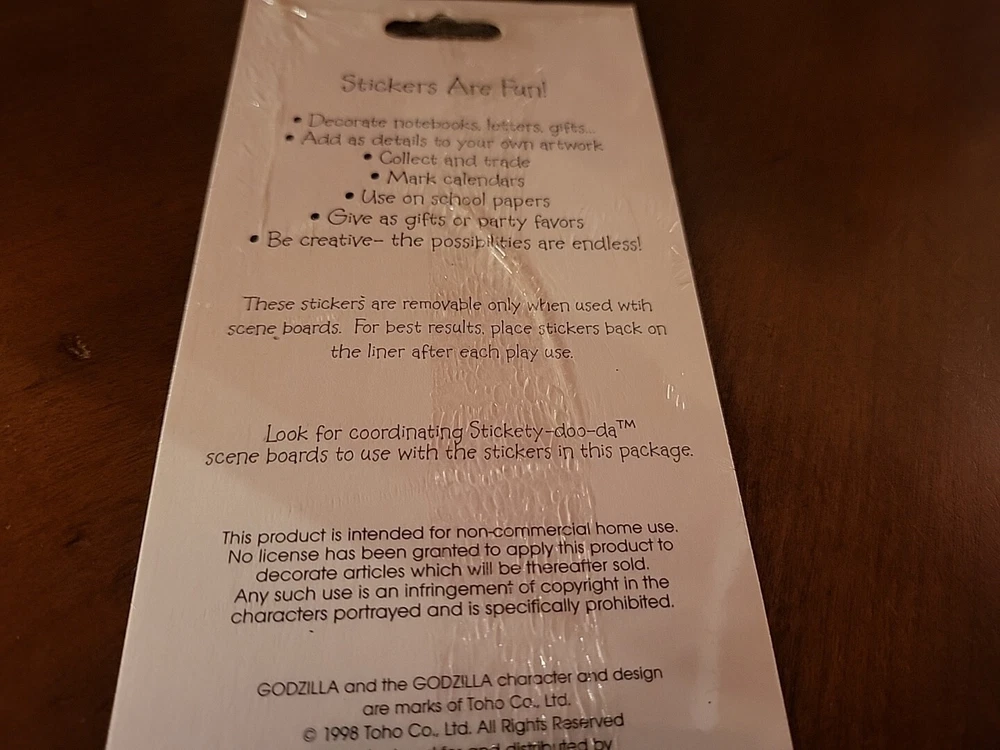 Stickers Are Fun!
• Decorate notebooks, letters, gifts...
• Add as details to your own artwork
• Collect and trade
• Mark calendars
• Use on school papers
• Give as gifts or party favors
• Be creative– the possibilities are endless!
These stickers are removable only when used wtih
scene boards. For best results, place stickers back on
the liner after each play use.
Look for coordinating Stickety-doo-da™
scene boards to use with the stickers in this package.
This product is intended for non-commercial home use.
No license has been granted to apply this product to
decorate articles which will be thereafter sold.
Any such use is an infringement of copyright in the
characters portrayed and is specifically prohibited.
GODZILLA and the GODZILLA character and design
are marks of Toho Co., Ltd.
© 1998 Toho Co., Ltd. All Rights Reserved
for and distributed by